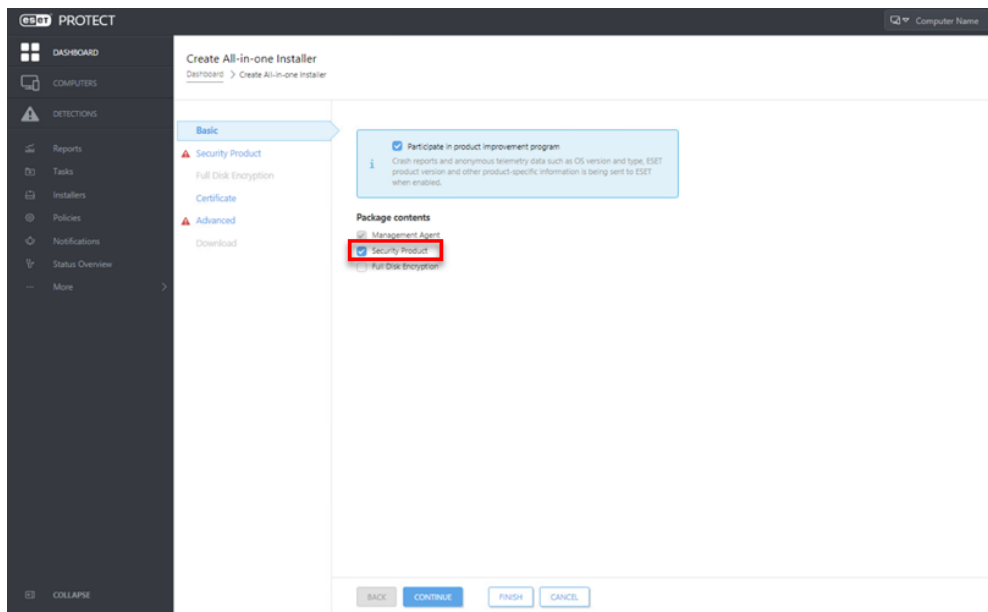 eset PROTECT
Computer Name
DASHBOARD
COMPUTERS
DETECTIONS
Reports
Tasks
Installers
Policies
Notifications
Status Overview
More
COLLAPSE
Create All-in-one Installer
Dashboard > Create All-in-one Installer
Basic
Security Product
Full Disk Encryption
Certificate
Advanced
Download
Participate in product improvement program
Crash reports and anonymous telemetry data such as OS version and type, ESET
product version and other product-specific information is being sent to ESET
when enabled.
Package contents
Management Agent
Security Product
Full Disk Encryption
BACK CONTINUE FINISH CANCEL